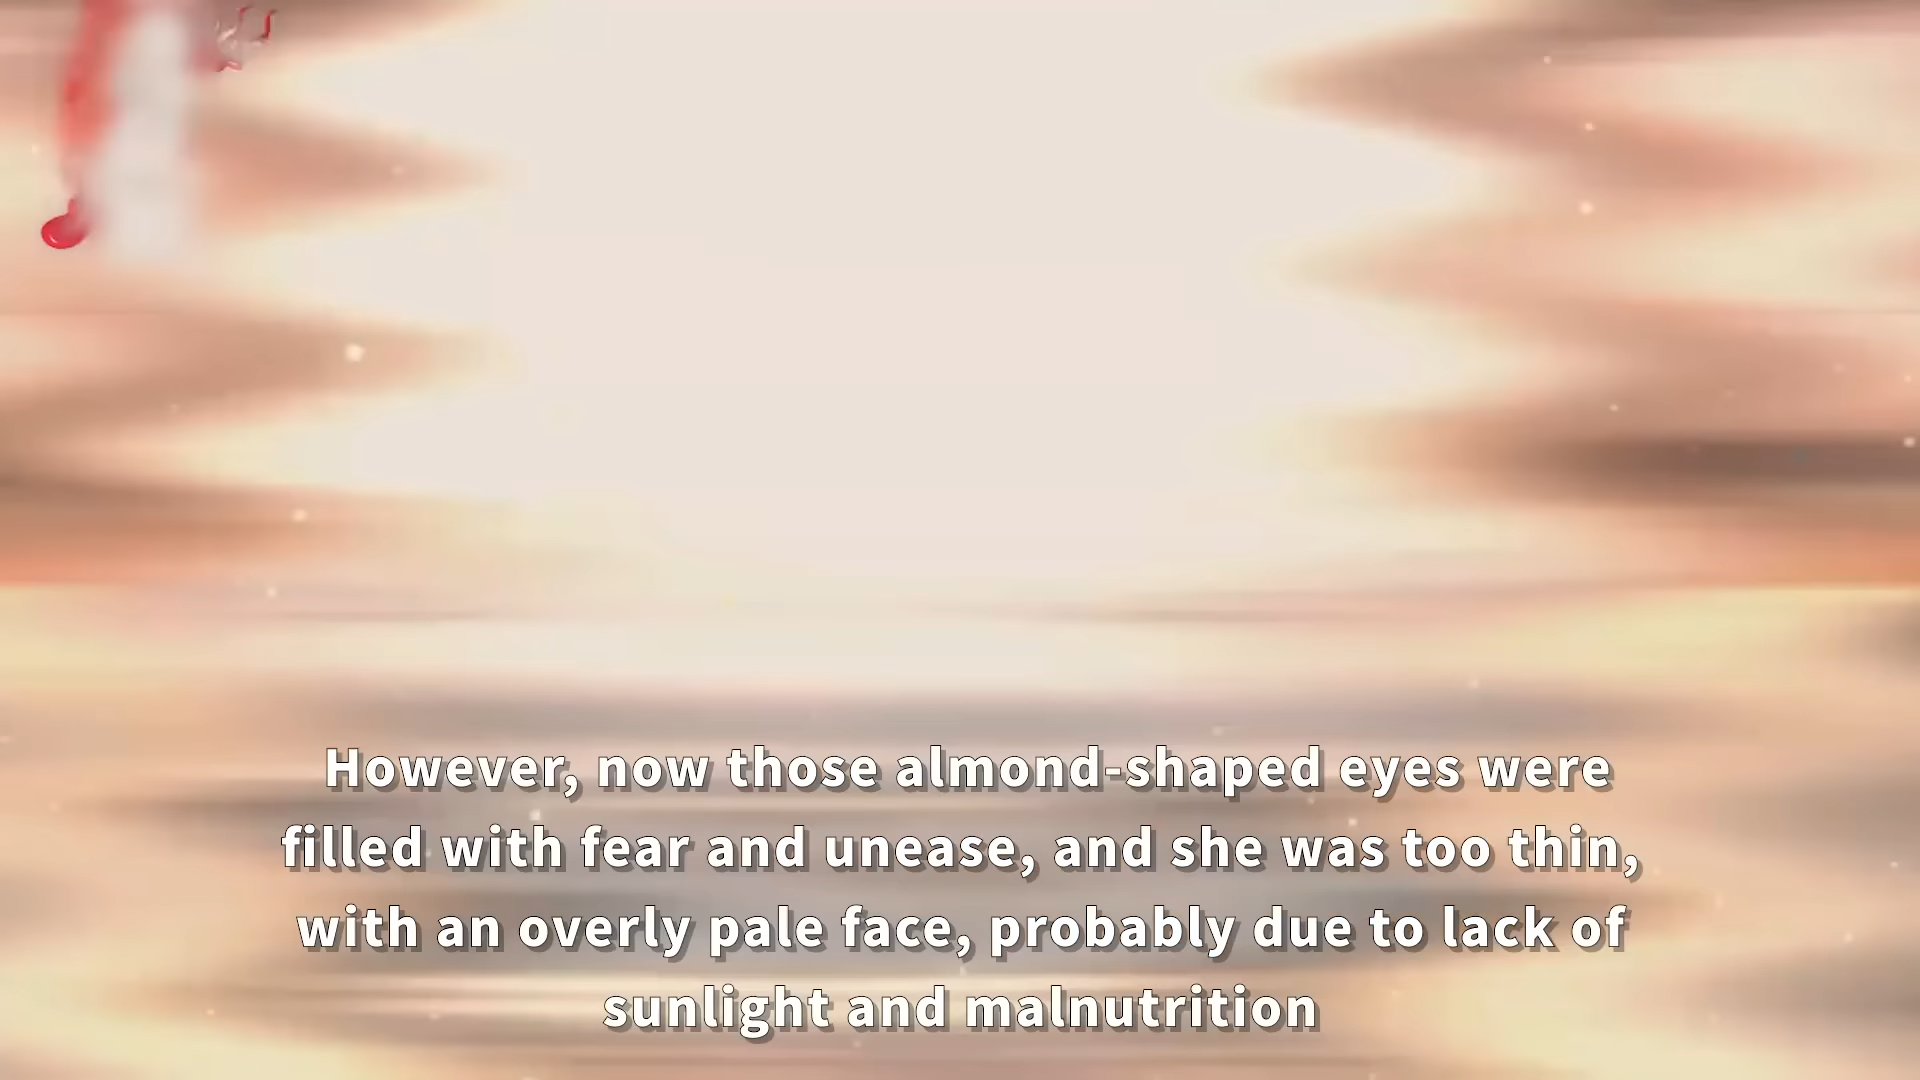 However, now those almond-shaped eyes were
filled with fear and unease, and she was too thin,
with an overly pale face, probably due to lack of
sunlight and malnutrition